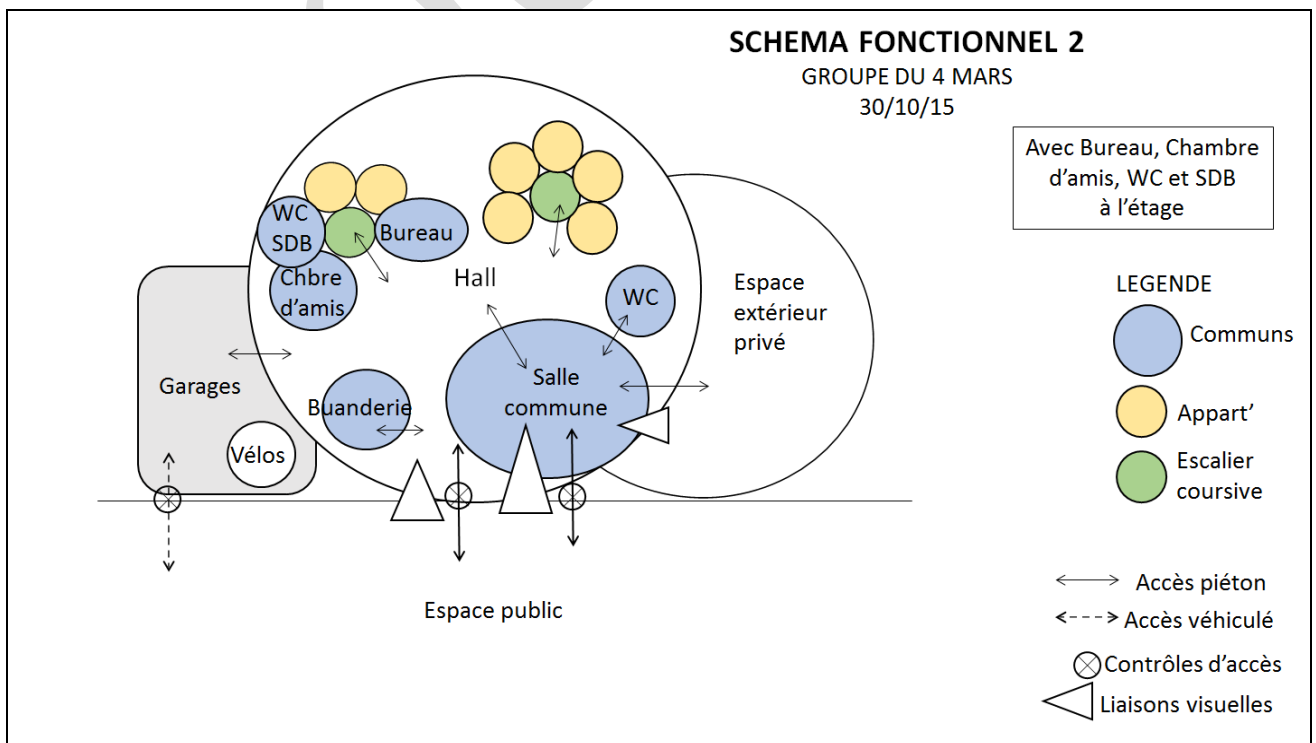 SCHEMA FONCTIONNEL 2
GROUPE DU 4 MARS
30/10/15
Avec Bureau, Chambre
d'amis, WC et SDB
à l'étage
WC
SDB
Bureau
Chbre
d'amis
Hall
WC
Espace
extérieur
privé
Garages
Buanderie
Salle
commune
Vélos
Espace public
LEGENDE
Communs
Appart'
Escalier
coursive
Accès piéton
Accès véhiculé
Contrôles d'accès
Liaisons visuelles